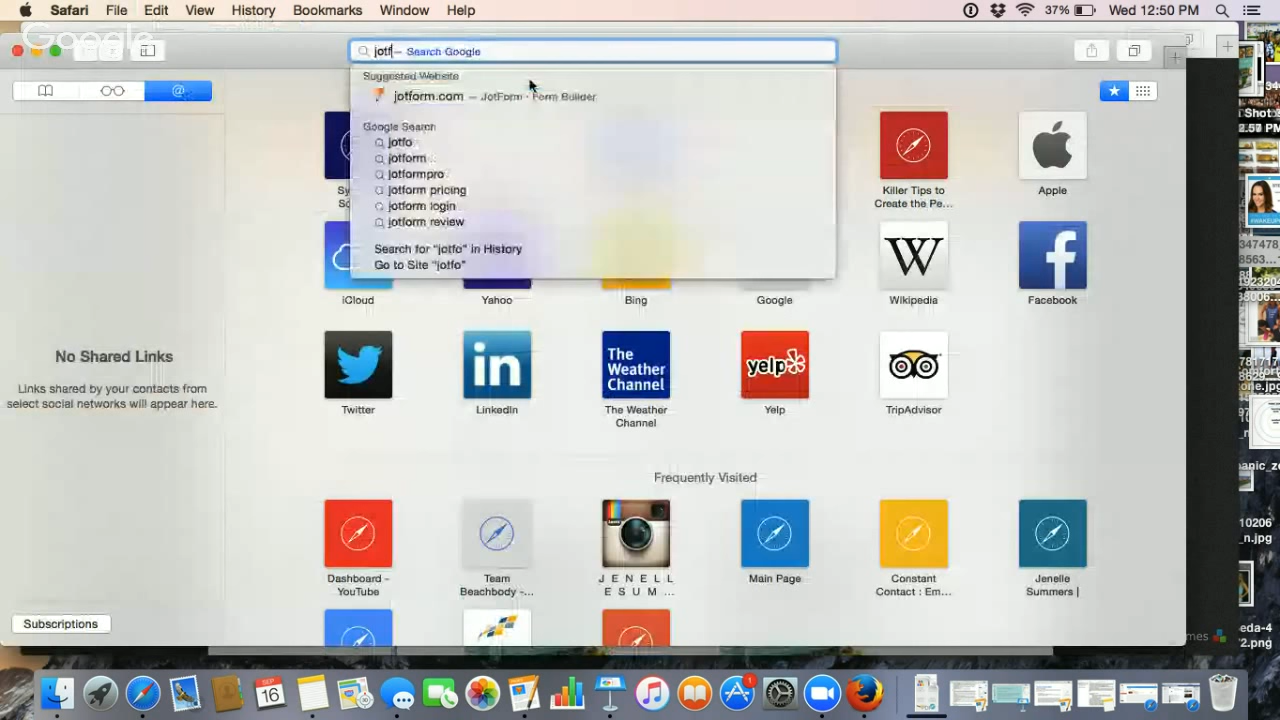 Safari File Edit View History Bookmarks Window Help
37% Wed 12:50 PM
Google
jotf — Search Google
Suggested Website
jotform.com — JotForm · Form Builder
Google Search
jotfo
jotform
jotformpro
jotform pricing
jotform login
jotform review
Search for "jotfo" in History
Go to Site "jotfo"
Killer Tips to
Create the Pe...
Apple
iCloud
Yahoo
Bing
Google
Wikipedia
Facebook
No Shared Links
Links shared by your contacts from
select social networks will appear here.
The
Weather
Channel
yelp
Twitter
LinkedIn
The Weather
Channel
Yelp
TripAdvisor
Frequently Visited
Dashboard -
YouTube
Team
Beachbody -...
J E N E L L
E S U M ...
Main Page
Constant
Contact : Em...
Jenelle
Summers |
Subscriptions
16
1